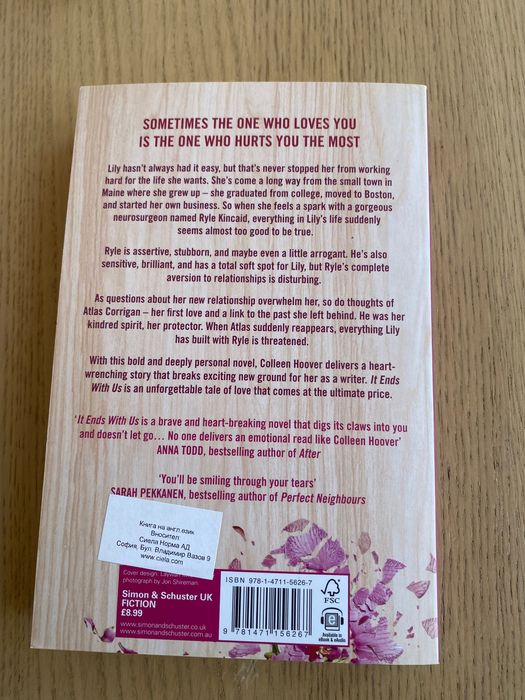 SOMETIMES THE ONE WHO LOVES YOU
IS THE ONE WHO HURTS YOU THE MOST
Lily hasn't always had it easy, but that's never stopped her from working
hard for the life she wants. She's come a long way from the small town in
Maine where she grew up – she graduated from college, moved to Boston,
and started her own business. So when she feels a spark with a gorgeous
neurosurgeon named Ryle Kincaid, everything in Lily's life suddenly
seems almost too good to be true.
Ryle is assertive, stubborn, and maybe even a little arrogant. He's also
sensitive, brilliant, and has a total soft spot for Lily, but Ryle's complete
aversion to relationships is disturbing.
As questions about her new relationship overwhelm her, so do thoughts of
Atlas Corrigan – her first love and a link to the past she left behind. He was her
kindred spirit, her protector. When Atlas suddenly reappears, everything Lily
has built with Ryle is threatened.
With this bold and deeply personal novel, Colleen Hoover delivers a heart-
wrenching story that breaks exciting new ground for her as a writer. It Ends
With Us is an unforgettable tale of love that comes at the ultimate price.
'It Ends With Us is a brave and heart-breaking novel that digs its claws into you
and doesn't let go… No one delivers an emotional read like Colleen Hoover'
ANNA TODD, bestselling author of After
'You'll be smiling through your tears'
SARAH PEKKANEN, bestselling author of Perfect Neighbours
Книга на англ.език
Вносител:
Сиела Норма АД
София, Бул. Владимир Вазов 9
www.ciela.com
Cover design:
photograph by Jon Shireman.
Simon & Schuster UK
FICTION
£8.99
www.simonandschuster.co.uk
www.simonandschuster.com.au
ISBN 978-1-4711-5626-7
9 781471 156267
FSC
e
Available in
eBook & eAudio